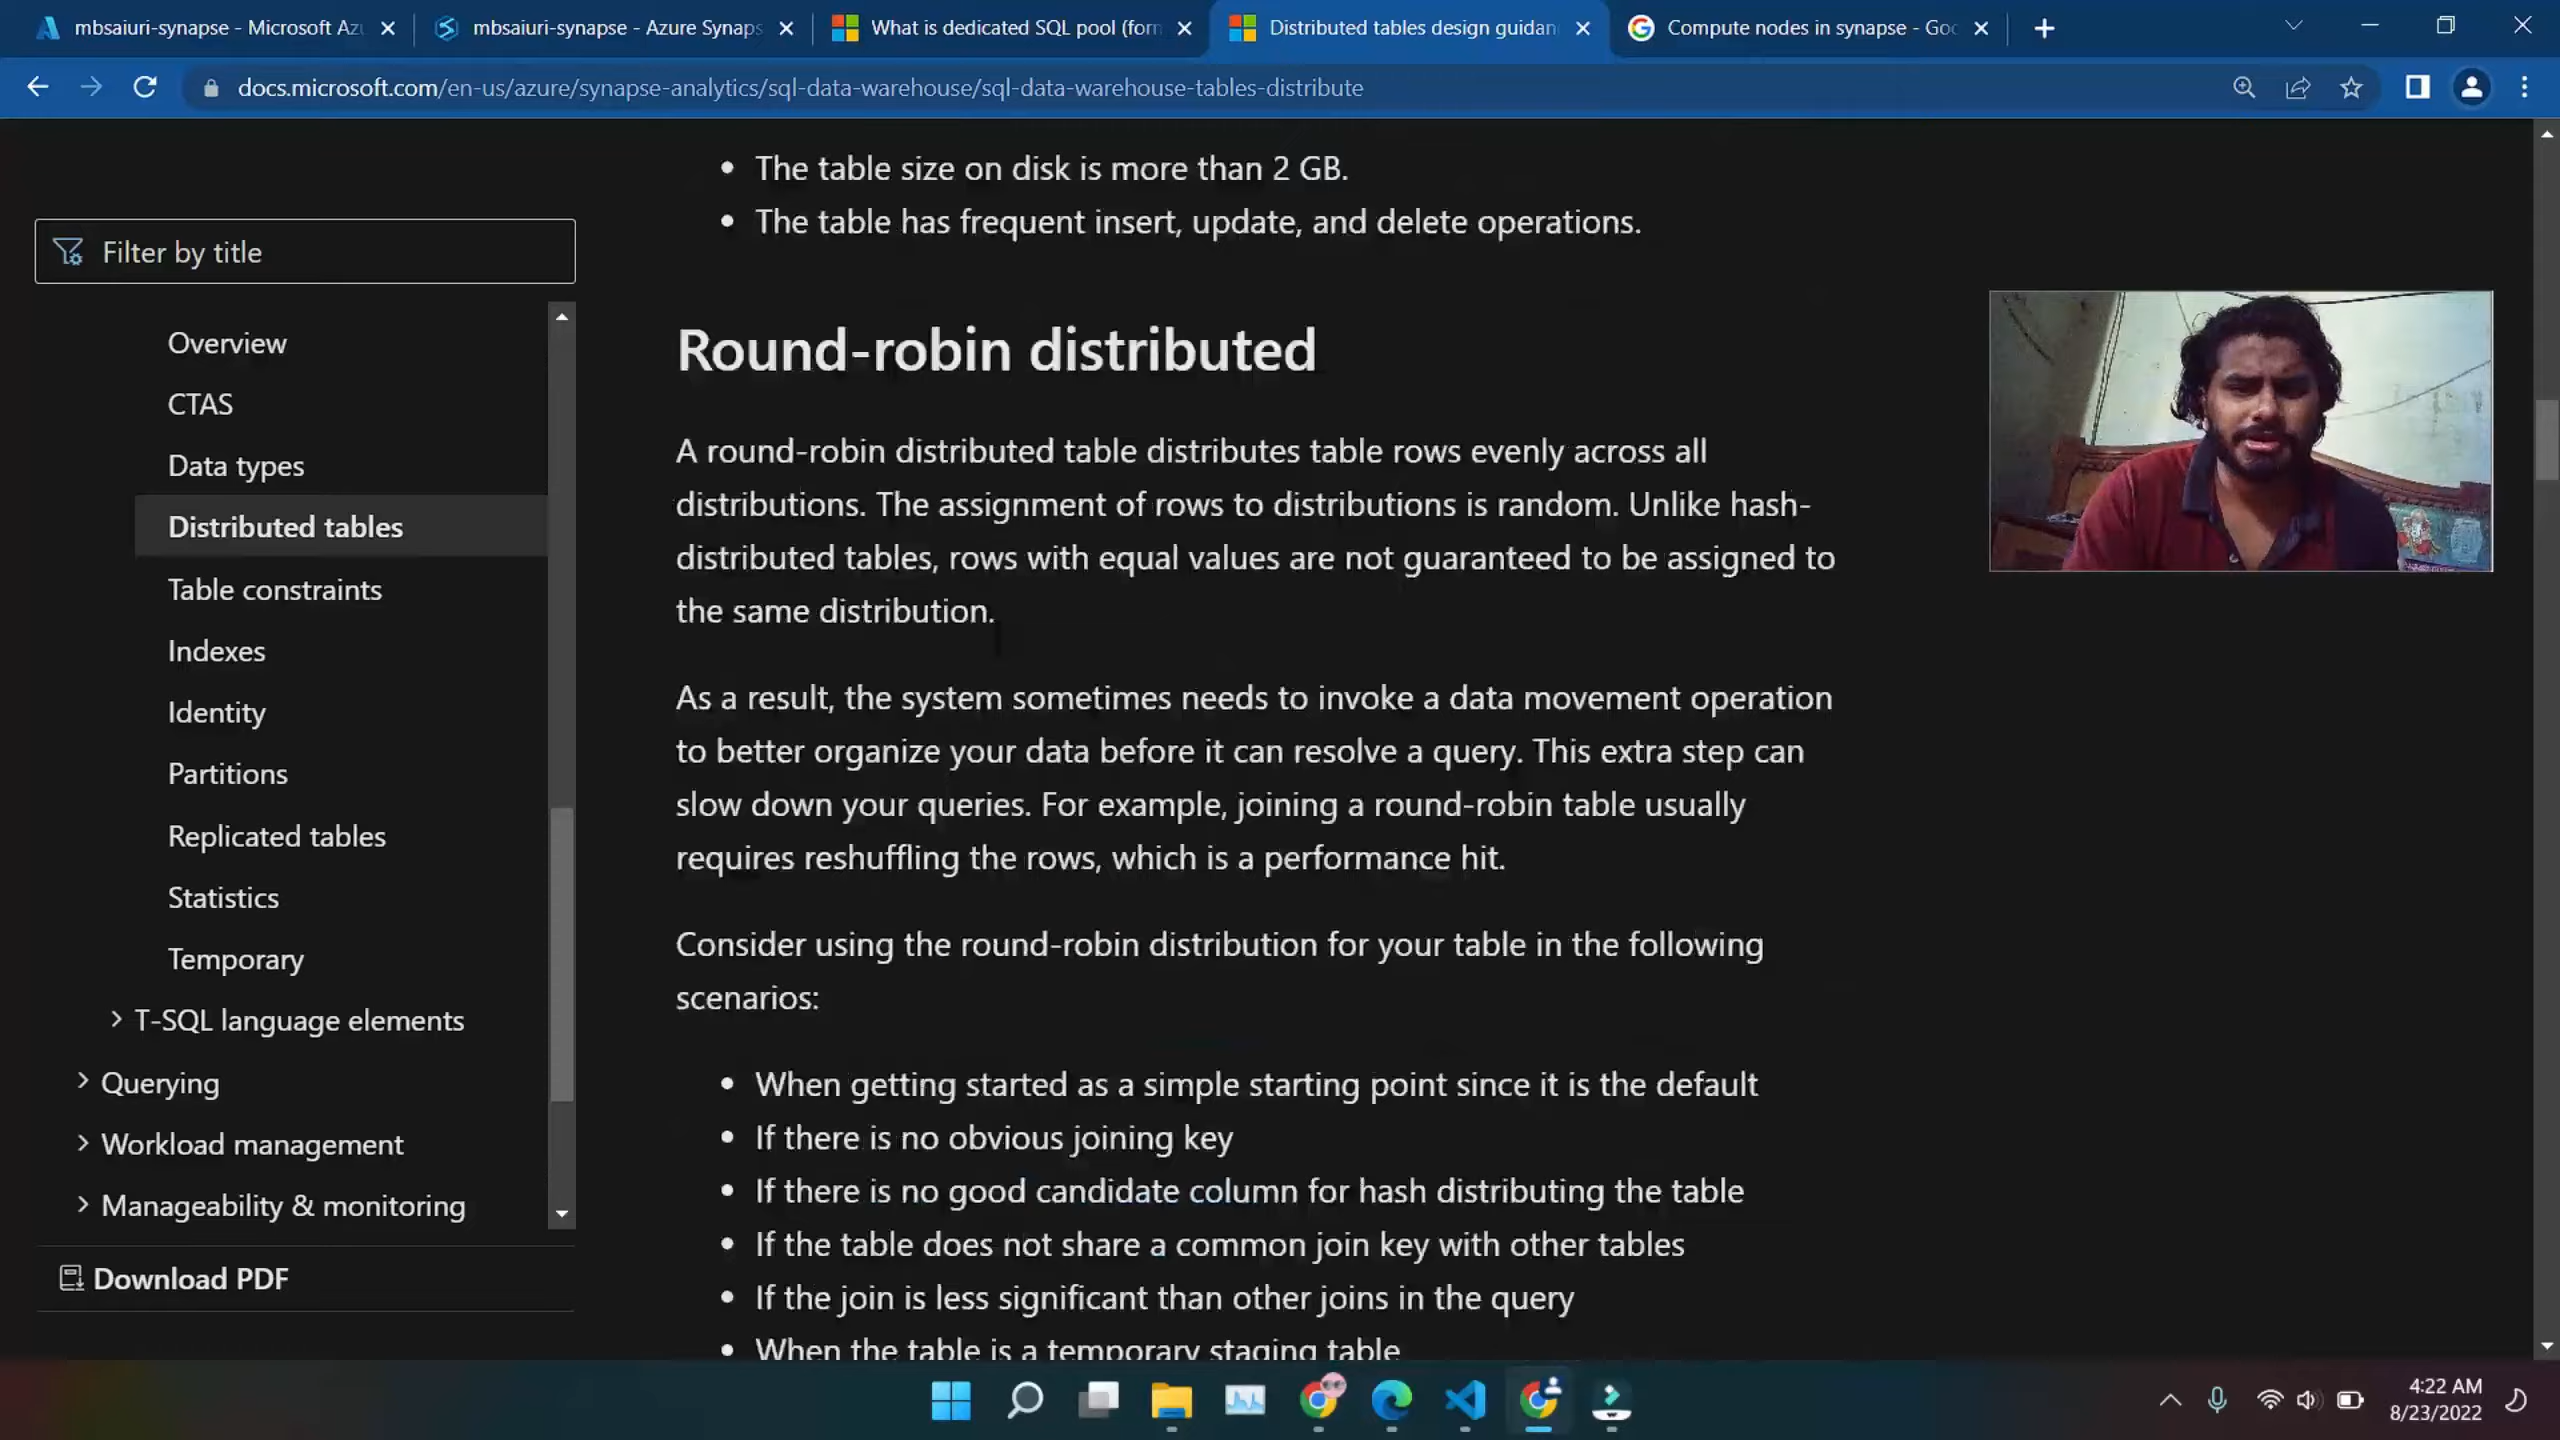 mbsaiuri-synapse - Microsoft Az
mbsaiuri-synapse - Azure Synaps
What is dedicated SQL pool (forn
Distributed tables design guidan
Compute nodes in synapse - Goo
docs.microsoft.com/en-us/azure/synapse-analytics/sql-data-warehouse/sql-data-warehouse-tables-distribute
Filter by title
Overview
CTAS
Data types
Distributed tables
Table constraints
Indexes
Identity
Partitions
Replicated tables
Statistics
Temporary
T-SQL language elements
Querying
Workload management
Manageability & monitoring
Download PDF
• The table size on disk is more than 2 GB.
• The table has frequent insert, update, and delete operations.
Round-robin distributed
A round-robin distributed table distributes table rows evenly across all
distributions. The assignment of rows to distributions is random. Unlike hash-
distributed tables, rows with equal values are not guaranteed to be assigned to
the same distribution.
As a result, the system sometimes needs to invoke a data movement operation
to better organize your data before it can resolve a query. This extra step can
slow down your queries. For example, joining a round-robin table usually
requires reshuffling the rows, which is a performance hit.
Consider using the round-robin distribution for your table in the following
scenarios:
• When getting started as a simple starting point since it is the default
• If there is no obvious joining key
• If there is no good candidate column for hash distributing the table
• If the table does not share a common join key with other tables
• If the join is less significant than other joins in the query
• When the table is a temporary staging table
4:22 AM
8/23/2022